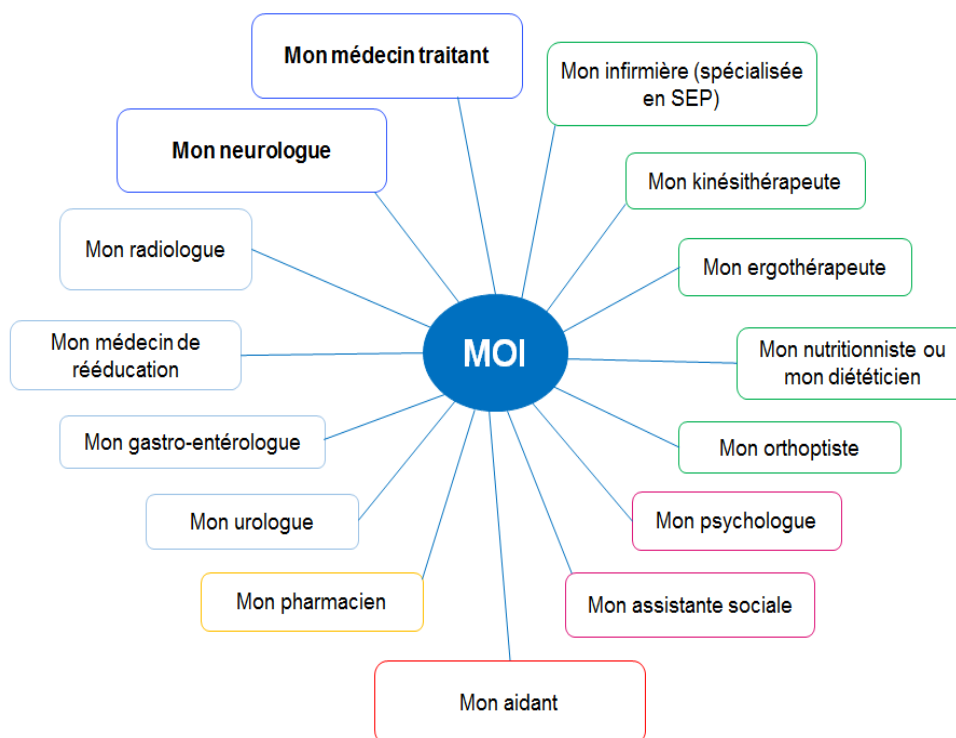 Mon médecin traitant
Mon infirmière (spécialisée
en SEP)
Mon neurologue
Mon kinésithérapeute
Mon radiologue
Mon ergothérapeute
MOI
Mon médecin de
rééducation
Mon nutritionniste ou
mon diététicien
Mon gastro-entérologue
Mon orthoptiste
Mon urologue
Mon psychologue
Mon pharmacien
Mon assistante sociale
Mon aidant